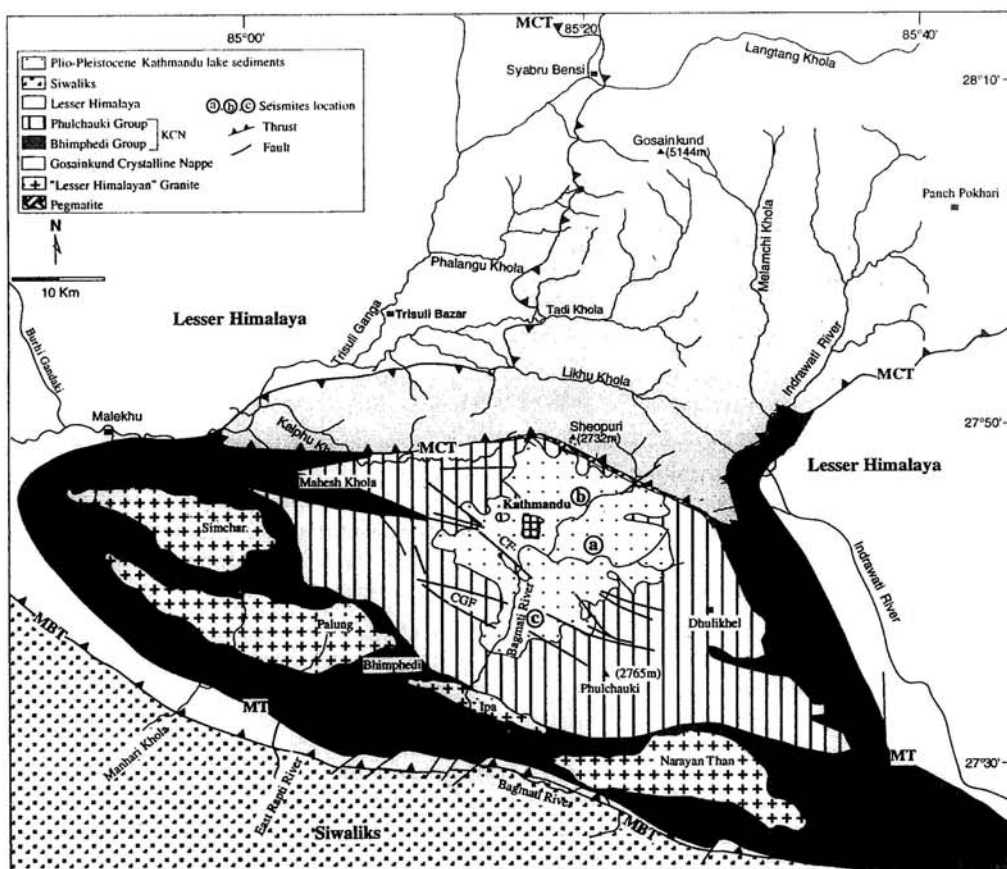 85°00'
MCT
85°20'
85°40'
Langtang Khola
Plio-Pleistocene Kathmandu lake sediments
Siwaliks
Lesser Himalaya
Phulchauki Group
Bhimphedi Group
KCN
Gosainkund Crystalline Nappe
"Lesser Himalayan" Granite
Pegmatite
a, b, c Seismites location
Thrust
Fault
Syabru Bensi
28°10'
Gosainkund
(5144m)
Panch Pokhari
N
10 Km
Phalangu Khola
Melamchi Khola
Lesser Himalaya
Trisuli Bazar
Tadi Khola
Trisuli Ganga
Burhi Gandaki
Indrawati River
MCT
Likhu Khola
Malekhu
Kalphu Kh
Sheopuri
(2732m)
27°50'
MCT
Lesser Himalaya
Mahesh Khola
Kathmandu
b
Simchar
CF
a
Indrawati River
CGF
Bagmati River
c
MBT
Palung
Dhulikhel
Bhimphedi
(2765m)
Phulchauki
MT
Ipa
MT
Manhari Khola
Narayan Than
27°30'
East Rapti River
Bagmati River
MBT
Siwaliks